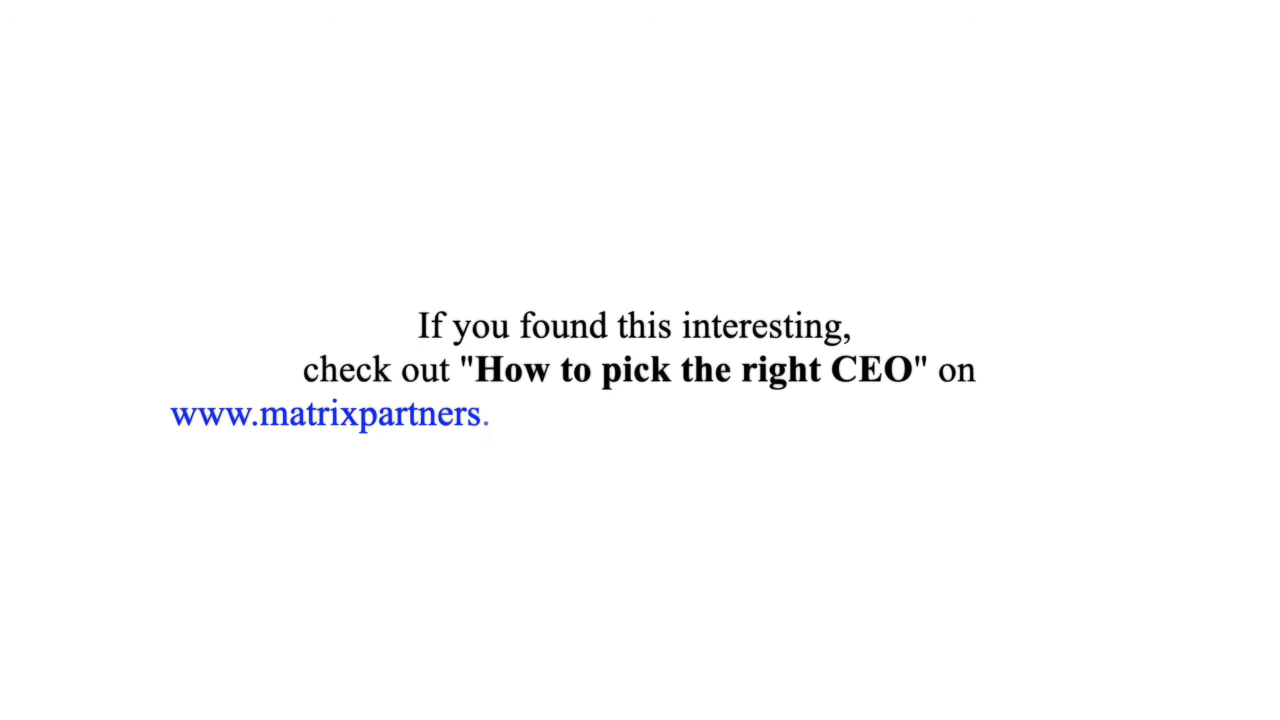 If you found this interesting,
check out "How to pick the right CEO" on
www.matrixpartners.